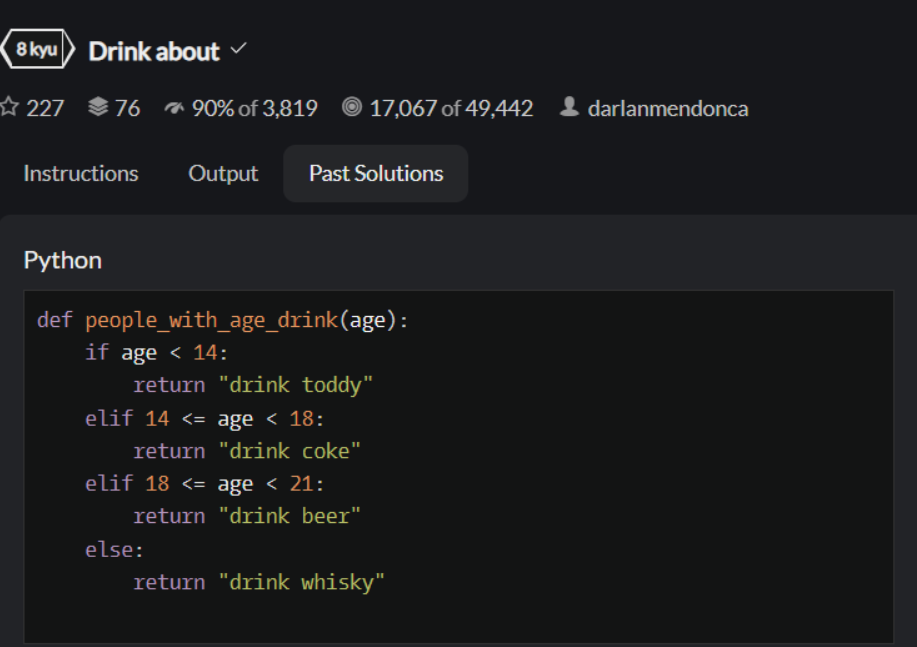 8 kyu Drink about
227 76 90% of 3,819 17,067 of 49,442 darlanmendonca
Instructions Output Past Solutions
Python
def people_with_age_drink(age):
    if age < 14:
        return "drink toddy"
    elif 14 <= age < 18:
        return "drink coke"
    elif 18 <= age < 21:
        return "drink beer"
    else:
        return "drink whisky"